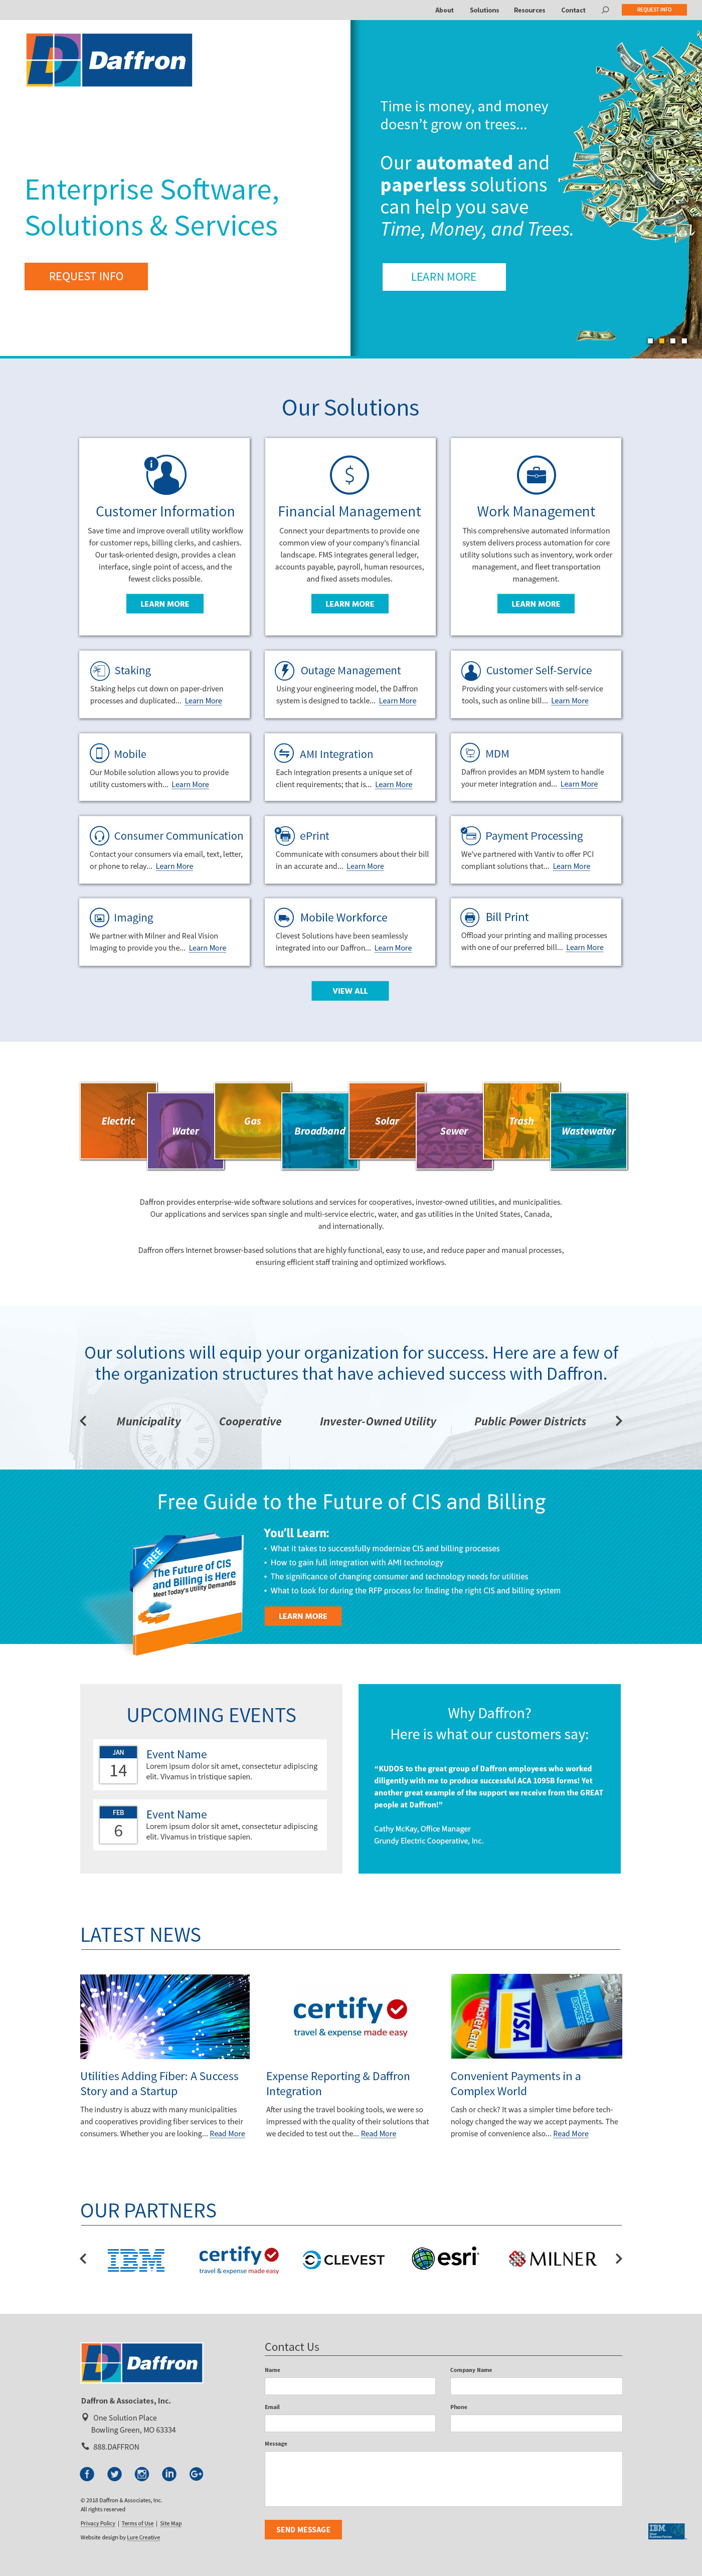 About Solutions Resources Contact REQUEST INFO
Daffron
Enterprise Software,
Solutions & Services
REQUEST INFO
Time is money, and money
doesn't grow on trees...
Our automated and
paperless solutions
can help you save
Time, Money, and Trees.
LEARN MORE
Our Solutions
Customer Information
Save time and improve overall utility workflow
for customer reps, billing clerks, and cashiers.
Our task-oriented design, provides a clean
interface, single point of access, and the
fewest clicks possible.
LEARN MORE
Financial Management
Connect your departments to provide one
common view of your company's financial
landscape. FMS integrates general ledger,
accounts payable, payroll, human resources,
and fixed assets modules.
LEARN MORE
Work Management
This comprehensive automated information
system delivers process automation for core
utility solutions such as inventory, work order
management, and fleet transportation
management.
LEARN MORE
Staking
Staking helps cut down on paper-driven
processes and duplicated... Learn More
Outage Management
Using your engineering model, the Daffron
system is designed to tackle... Learn More
Customer Self-Service
Providing your customers with self-service
tools, such as online bill... Learn More
Mobile
Our Mobile solution allows you to provide
utility customers with... Learn More
AMI Integration
Each integration presents a unique set of
client requirements; that is... Learn More
MDM
Daffron provides an MDM system to handle
your meter integration and... Learn More
Consumer Communication
Contact your consumers via email, text, letter,
or phone to relay... Learn More
ePrint
Communicate with consumers about their bill
in an accurate and... Learn More
Payment Processing
We've partnered with Vantiv to offer PCI
compliant solutions that... Learn More
Imaging
We partner with Milner and Real Vision
Imaging to provide you the... Learn More
Mobile Workforce
Clevest Solutions have been seamlessly
integrated into our Daffron... Learn More
Bill Print
Offload your printing and mailing processes
with one of our preferred bill... Learn More
VIEW ALL
Electric
Water
Gas
Broadband
Solar
Sewer
Trash
Wastewater
Daffron provides enterprise-wide software solutions and services for cooperatives, investor-owned utilities, and municipalities.
Our applications and services span single and multi-service electric, water, and gas utilities in the United States, Canada,
and internationally.
Daffron offers Internet browser-based solutions that are highly functional, easy to use, and reduce paper and manual processes,
ensuring efficient staff training and optimized workflows.
Our solutions will equip your organization for success. Here are a few of
the organization structures that have achieved success with Daffron.
Municipality Cooperative Invester-Owned Utility Public Power Districts
Free Guide to the Future of CIS and Billing
FREE
The Future of CIS
and Billing is Here
Meet Today's Utility Demands
You'll Learn:
• What it takes to successfully modernize CIS and billing processes
• How to gain full integration with AMI technology
• The significance of changing consumer and technology needs for utilities
• What to look for during the RFP process for finding the right CIS and billing system
LEARN MORE
UPCOMING EVENTS
JAN
14
Event Name
Lorem ipsum dolor sit amet, consectetur adipiscing
elit. Vivamus in tristique sapien.
FEB
6
Event Name
Lorem ipsum dolor sit amet, consectetur adipiscing
elit. Vivamus in tristique sapien.
Why Daffron?
Here is what our customers say:
"KUDOS to the great group of Daffron employees who worked
diligently with me to produce successful ACA 1095B forms! Yet
another great example of the support we receive from the GREAT
people at Daffron!"
Cathy McKay, Office Manager
Grundy Electric Cooperative, Inc.
LATEST NEWS
Utilities Adding Fiber: A Success
Story and a Startup
The industry is abuzz with many municipalities
and cooperatives providing fiber services to their
consumers. Whether you are looking... Read More
certify
travel & expense made easy
Expense Reporting & Daffron
Integration
After using the travel booking tools, we were so
impressed with the quality of their solutions that
we decided to test out the... Read More
MasterCard
VISA
AMERICAN EXPRESS
Convenient Payments in a
Complex World
Cash or check? It was a simpler time before tech-
nology changed the way we accept payments. The
promise of convenience also... Read More
OUR PARTNERS
IBM
certify
travel & expense made easy
CLEVEST
esri
MILNER
Daffron
Daffron & Associates, Inc.
One Solution Place
Bowling Green, MO 63334
888.DAFFRON
© 2018 Daffron & Associates, Inc.
All rights reserved
Privacy Policy | Terms of Use | Site Map
Website design by Lure Creative
Contact Us
Name
Company Name
Email
Phone
Message
SEND MESSAGE
IBM
Business Partner